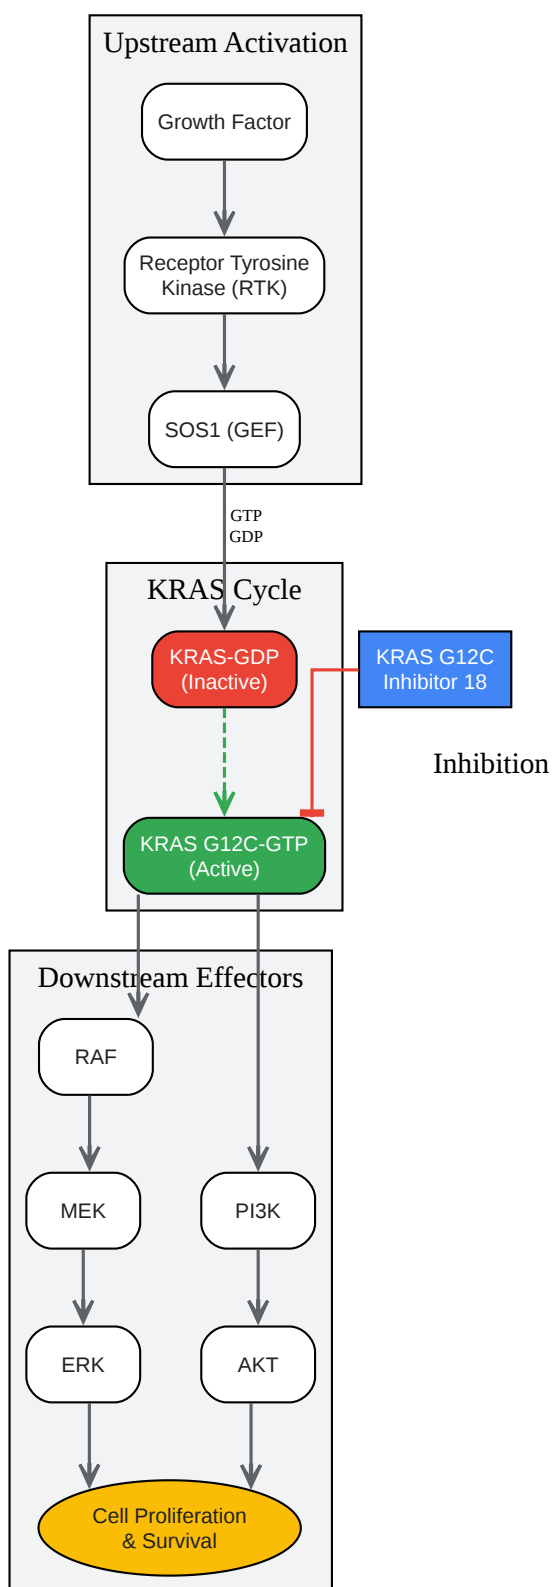 Upstream Activation
Growth Factor
Receptor Tyrosine
Kinase (RTK)
SOS1 (GEF)
GTP
GDP
KRAS Cycle
KRAS-GDP
(Inactive)
KRAS G12C
Inhibitor 18
Inhibition
KRAS G12C-GTP
(Active)
Downstream Effectors
RAF
MEK
PI3K
ERK
AKT
Cell Proliferation
& Survival